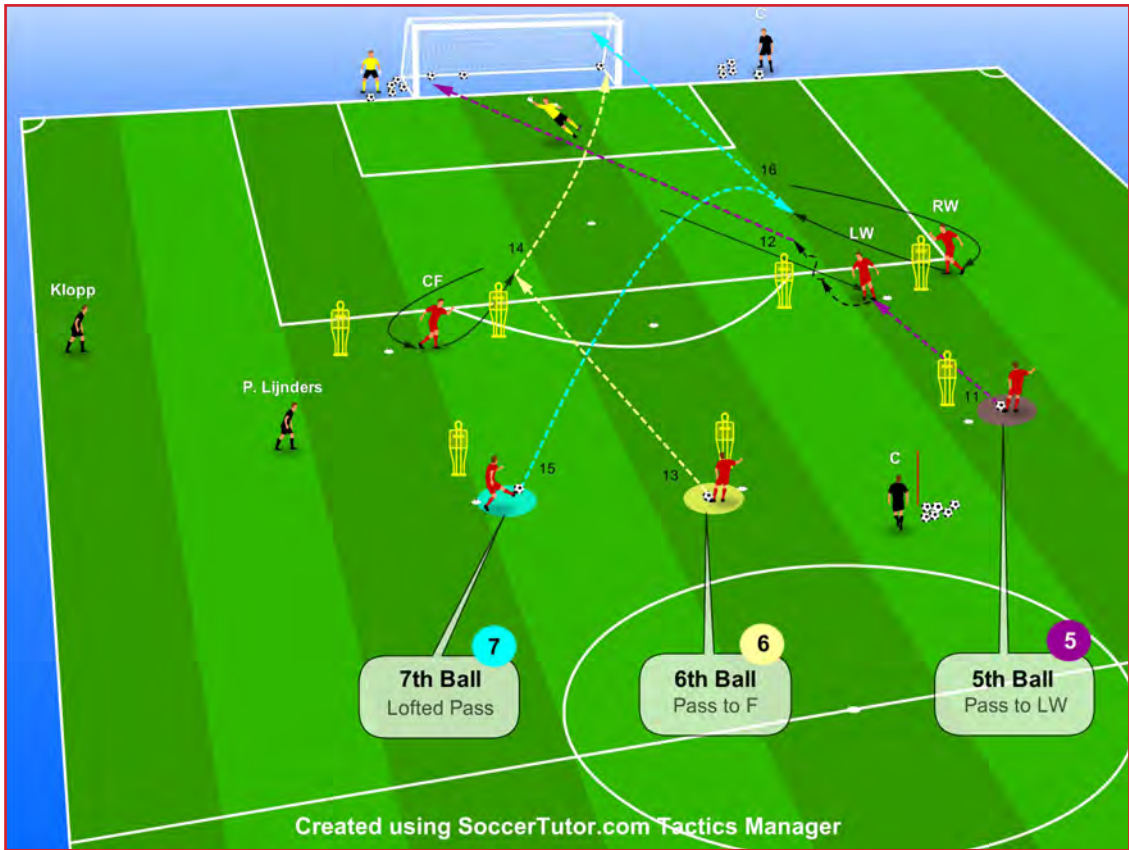 C
16
RW
12
LW
14
CF
Klopp
P. Lijnders
11
C
15
13
7
7th Ball
Lofted Pass
6
6th Ball
Pass to F
5
5th Ball
Pass to LW
Created using SoccerTutor.com Tactics Manager